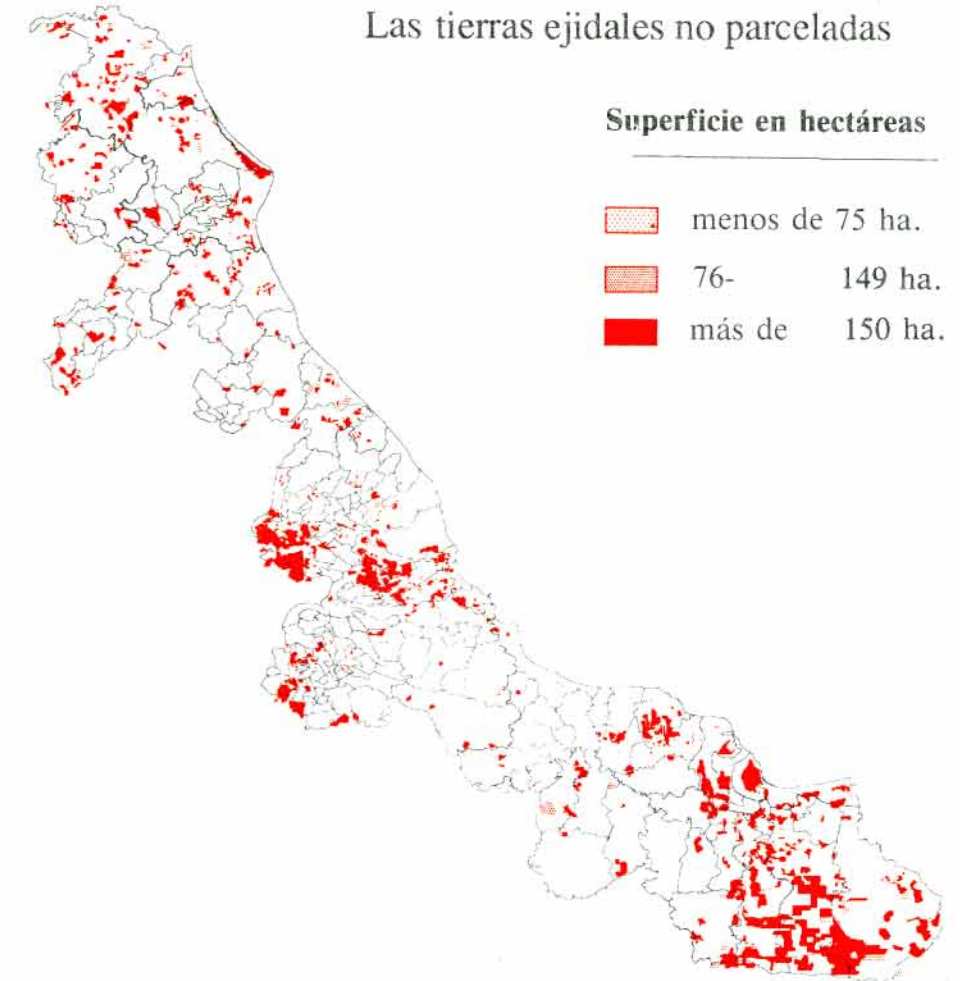 Las tierras ejidales no parceladas
Superficie en hectáreas
menos de 75 ha.
76- 149 ha.
más de 150 ha.